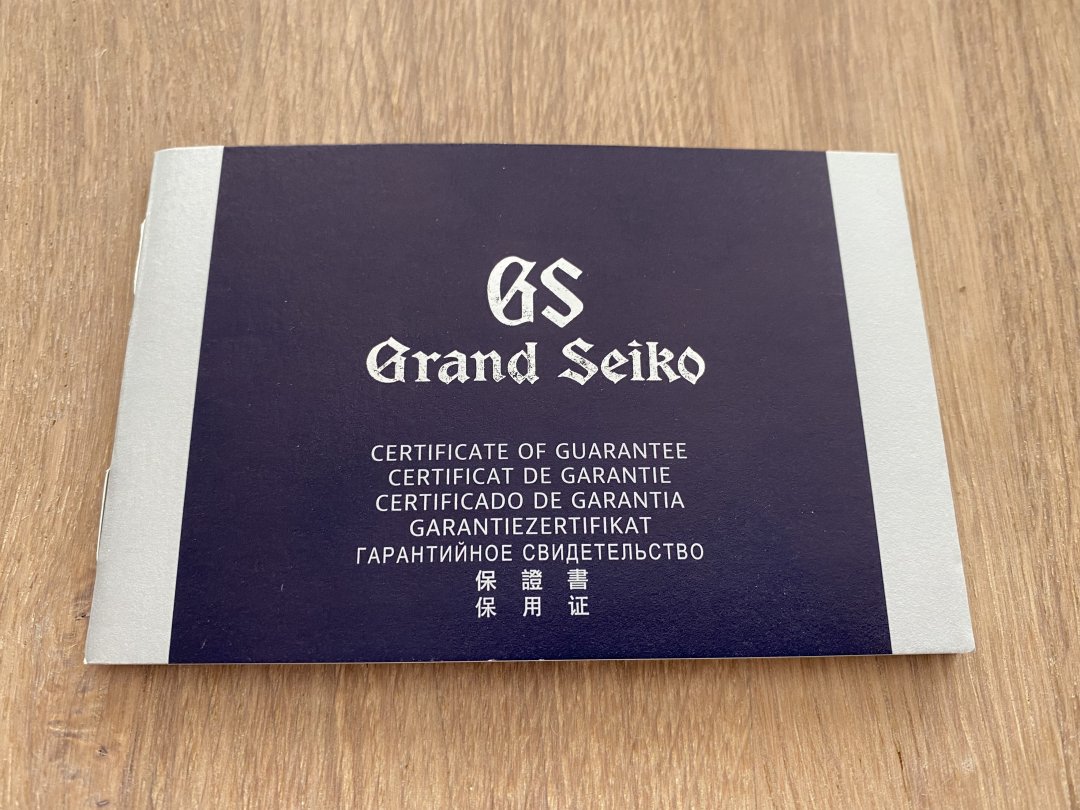 GS
Grand Seiko
CERTIFICATE OF GUARANTEE
CERTIFICAT DE GARANTIE
CERTIFICADO DE GARANTIA
GARANTIEZERTIFIKAT
ГАРАНТИЙНОЕ СВИДЕТЕЛЬСТВО
保 證 書
保 用 证